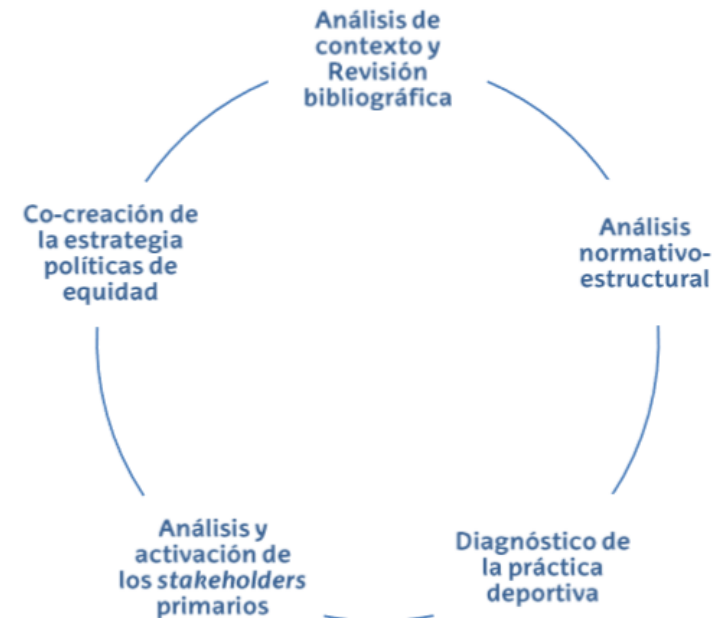 Análisis de
contexto y
Revisión
bibliográfica
Análisis
normativo-
estructural
Diagnóstico de
la práctica
deportiva
Análisis y
activación de
los stakeholders
primarios
Co-creación de
la estrategia
políticas de
equidad